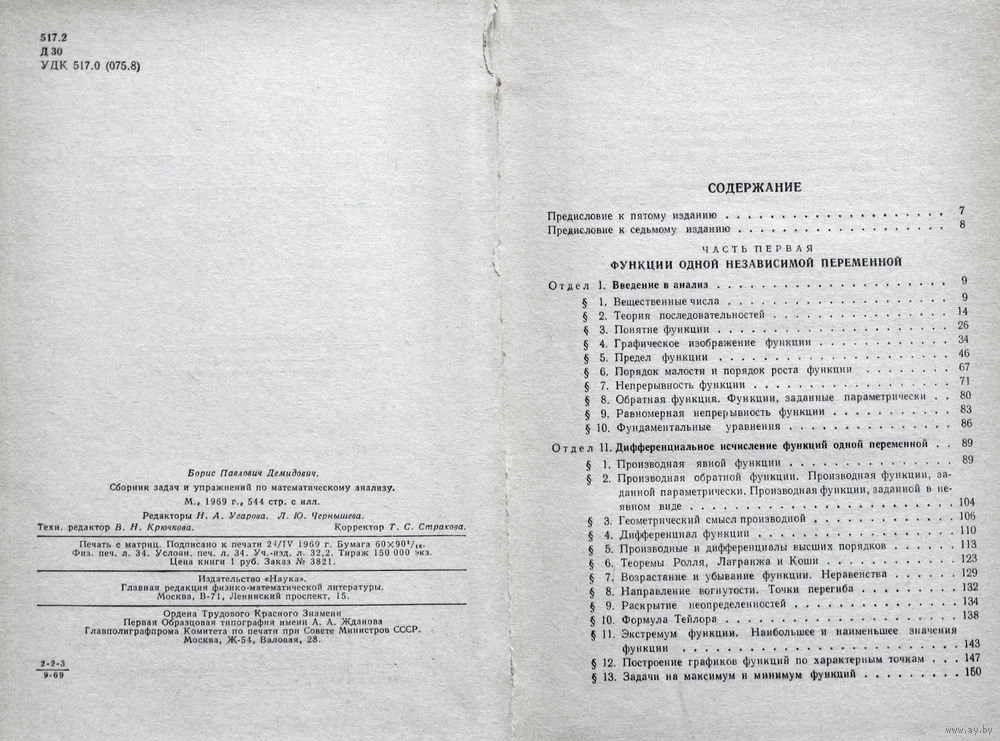 517.2
Д 30
УДК 517.0 (075.8)
Борис Павлович Демидович.
Сборник задач и упражнений по математическому анализу.
М., 1969 г., 544 стр. с илл.
Редакторы Н. А. Угарова. Л. Ю. Чернышева.
Техн. редактор В. Н. Крючкова. Корректор Т. С. Страхова.
Печать с матриц. Подписано к печати 24/IV 1969 г. Бумага 60×90¹/₁₆.
Физ. печ. л. 34. Условн. печ. л. 34. Уч.-изд. л. 32,2. Тираж 150 000 экз.
Цена книги 1 руб. Заказ № 3821.
Издательство «Наука».
Главная редакция физико-математической литературы.
Москва, В-71, Ленинский проспект, 15.
Ордена Трудового Красного Знамени
Первая Образцовая типография имени А. А. Жданова
Главполиграфпрома Комитета по печати при Совете Министров СССР.
Москва, Ж-54, Валовая, 28.
2-2-3
9-69
СОДЕРЖАНИЕ
Предисловие к пятому изданию . . . . . . . . . . . . . . . . . . . . 7
Предисловие к седьмому изданию . . . . . . . . . . . . . . . . . . . 8
ЧАСТЬ ПЕРВАЯ
ФУНКЦИИ ОДНОЙ НЕЗАВИСИМОЙ ПЕРЕМЕННОЙ
Отдел I. Введение в анализ . . . . . . . . . . . . . . . . . . . . . 9
§ 1. Вещественные числа . . . . . . . . . . . . . . . . . . . . 9
§ 2. Теория последовательностей . . . . . . . . . . . . . . . . 14
§ 3. Понятие функции . . . . . . . . . . . . . . . . . . . . . 26
§ 4. Графическое изображение функции . . . . . . . . . . . . 34
§ 5. Предел функции . . . . . . . . . . . . . . . . . . . . . 46
§ 6. Порядок малости и порядок роста функции . . . . . . . . 67
§ 7. Непрерывность функции . . . . . . . . . . . . . . . . . . 71
§ 8. Обратная функция. Функции, заданные параметрически . . 80
§ 9. Равномерная непрерывность функции . . . . . . . . . . . 83
§ 10. Фундаментальные уравнения . . . . . . . . . . . . . . . 86
Отдел II. Дифференциальное исчисление функций одной переменной . . 89
§ 1. Производная явной функции . . . . . . . . . . . . . . . 89
§ 2. Производная обратной функции. Производная функции, за-
данной параметрически. Производная функции, заданной в не-
явном виде . . . . . . . . . . . . . . . . . . . . . . . 104
§ 3. Геометрический смысл производной . . . . . . . . . . . . 106
§ 4. Дифференциал функции . . . . . . . . . . . . . . . . . . 110
§ 5. Производные и дифференциалы высших порядков . . . . . . 113
§ 6. Теоремы Ролля, Лагранжа и Коши . . . . . . . . . . . . 123
§ 7. Возрастание и убывание функции. Неравенства . . . . . . 129
§ 8. Направление вогнутости. Точки перегиба . . . . . . . . . 132
§ 9. Раскрытие неопределенностей . . . . . . . . . . . . . . 134
§ 10. Формула Тейлора . . . . . . . . . . . . . . . . . . . . 138
§ 11. Экстремум функции. Наибольшее и наименьшее значения
функции . . . . . . . . . . . . . . . . . . . . . . . . 143
§ 12. Построение графиков функций по характерным точкам . . . 147
§ 13. Задачи на максимум и минимум функций . . . . . . . . . 150
www.ay.by